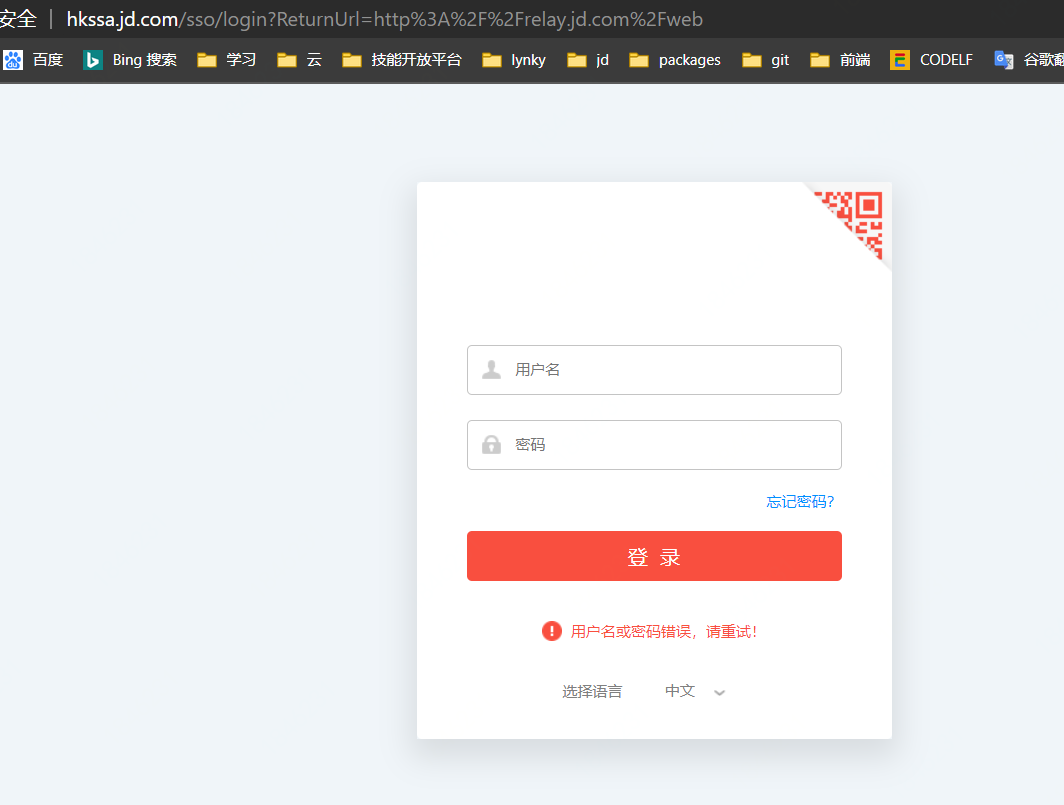 安全 | hkssa.jd.com/sso/login?ReturnUrl=http%3A%2F%2Frelay.jd.com%2Fweb
百度 Bing 搜索 学习 云 技能开放平台 lynky jd packages git 前端 CODELF 谷歌翻
用户名
密码
忘记密码?
登 录
用户名或密码错误，请重试!
选择语言 中文